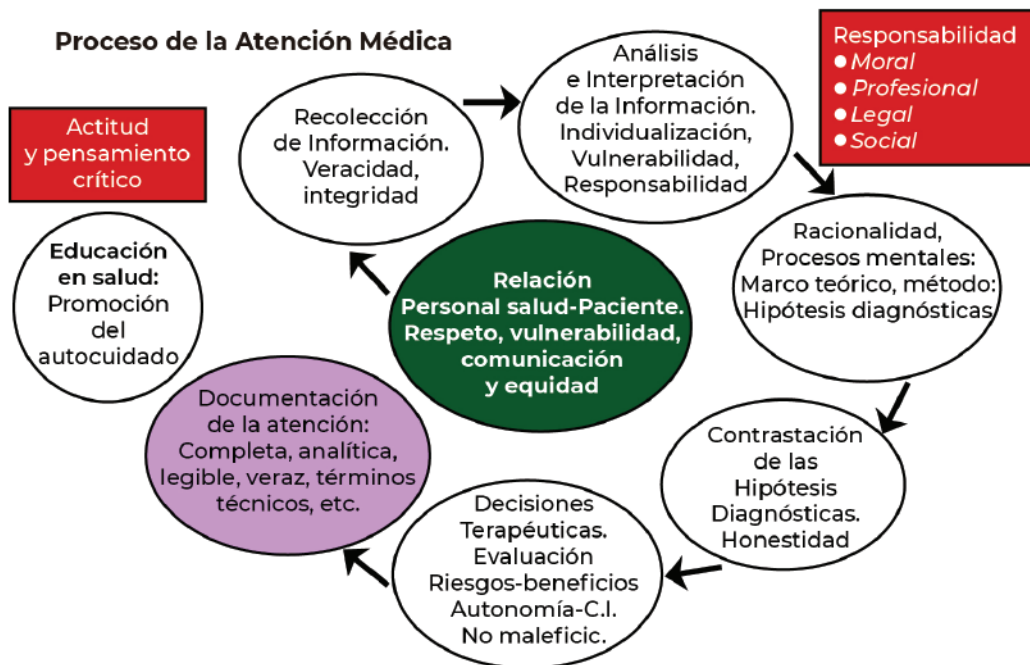 Proceso de la Atención Médica
Actitud
y pensamiento
crítico
Responsabilidad
● Moral
● Profesional
● Legal
● Social
Educación
en salud:
Promoción
del
autocuidado
Relación
Personal salud-Paciente.
Respeto, vulnerabilidad,
comunicación
y equidad
Recolección
de Información.
Veracidad,
integridad
Análisis
e Interpretación
de la Información.
Individualización,
Vulnerabilidad,
Responsabilidad
Racionalidad,
Procesos mentales:
Marco teórico, método:
Hipótesis diagnósticas
Contrastación
de las
Hipótesis
Diagnósticas.
Honestidad
Decisiones
Terapéuticas.
Evaluación
Riesgos-beneficios
Autonomía-C.I.
No maleficic.
Documentación
de la atención:
Completa, analítica,
legible, veraz, términos
técnicos, etc.